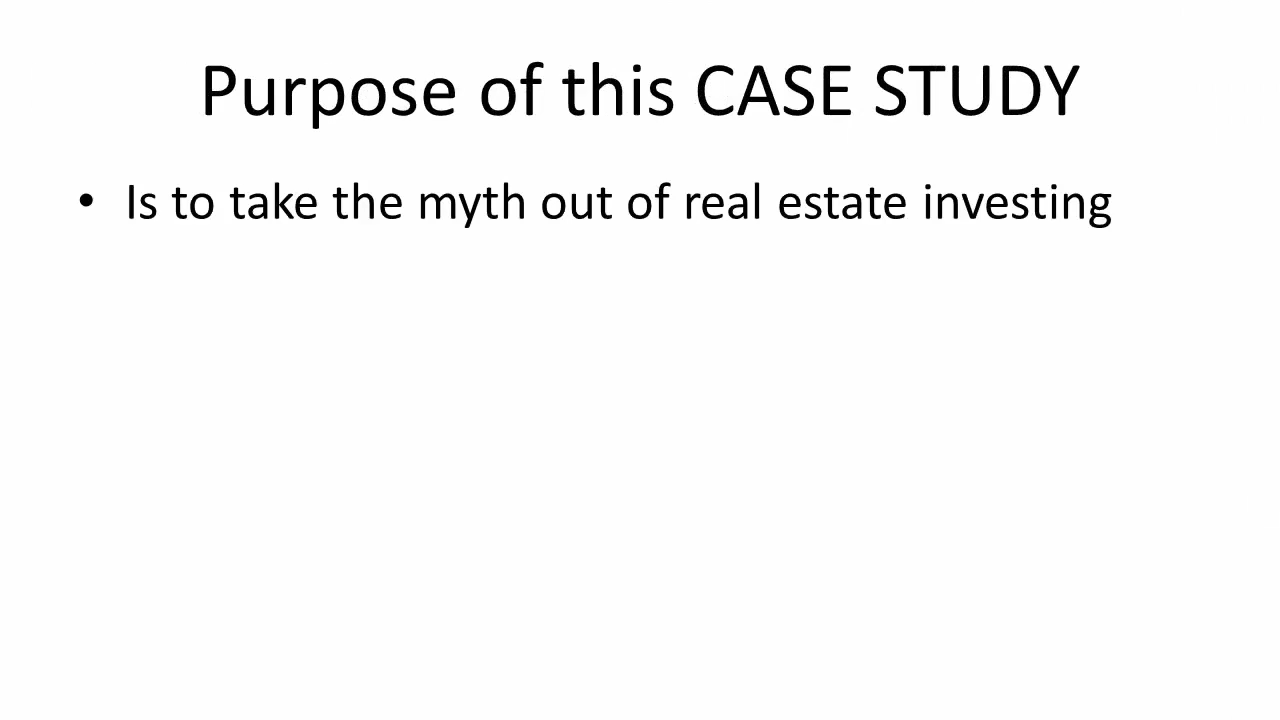 Purpose of this CASE STUDY
• Is to take the myth out of real estate investing